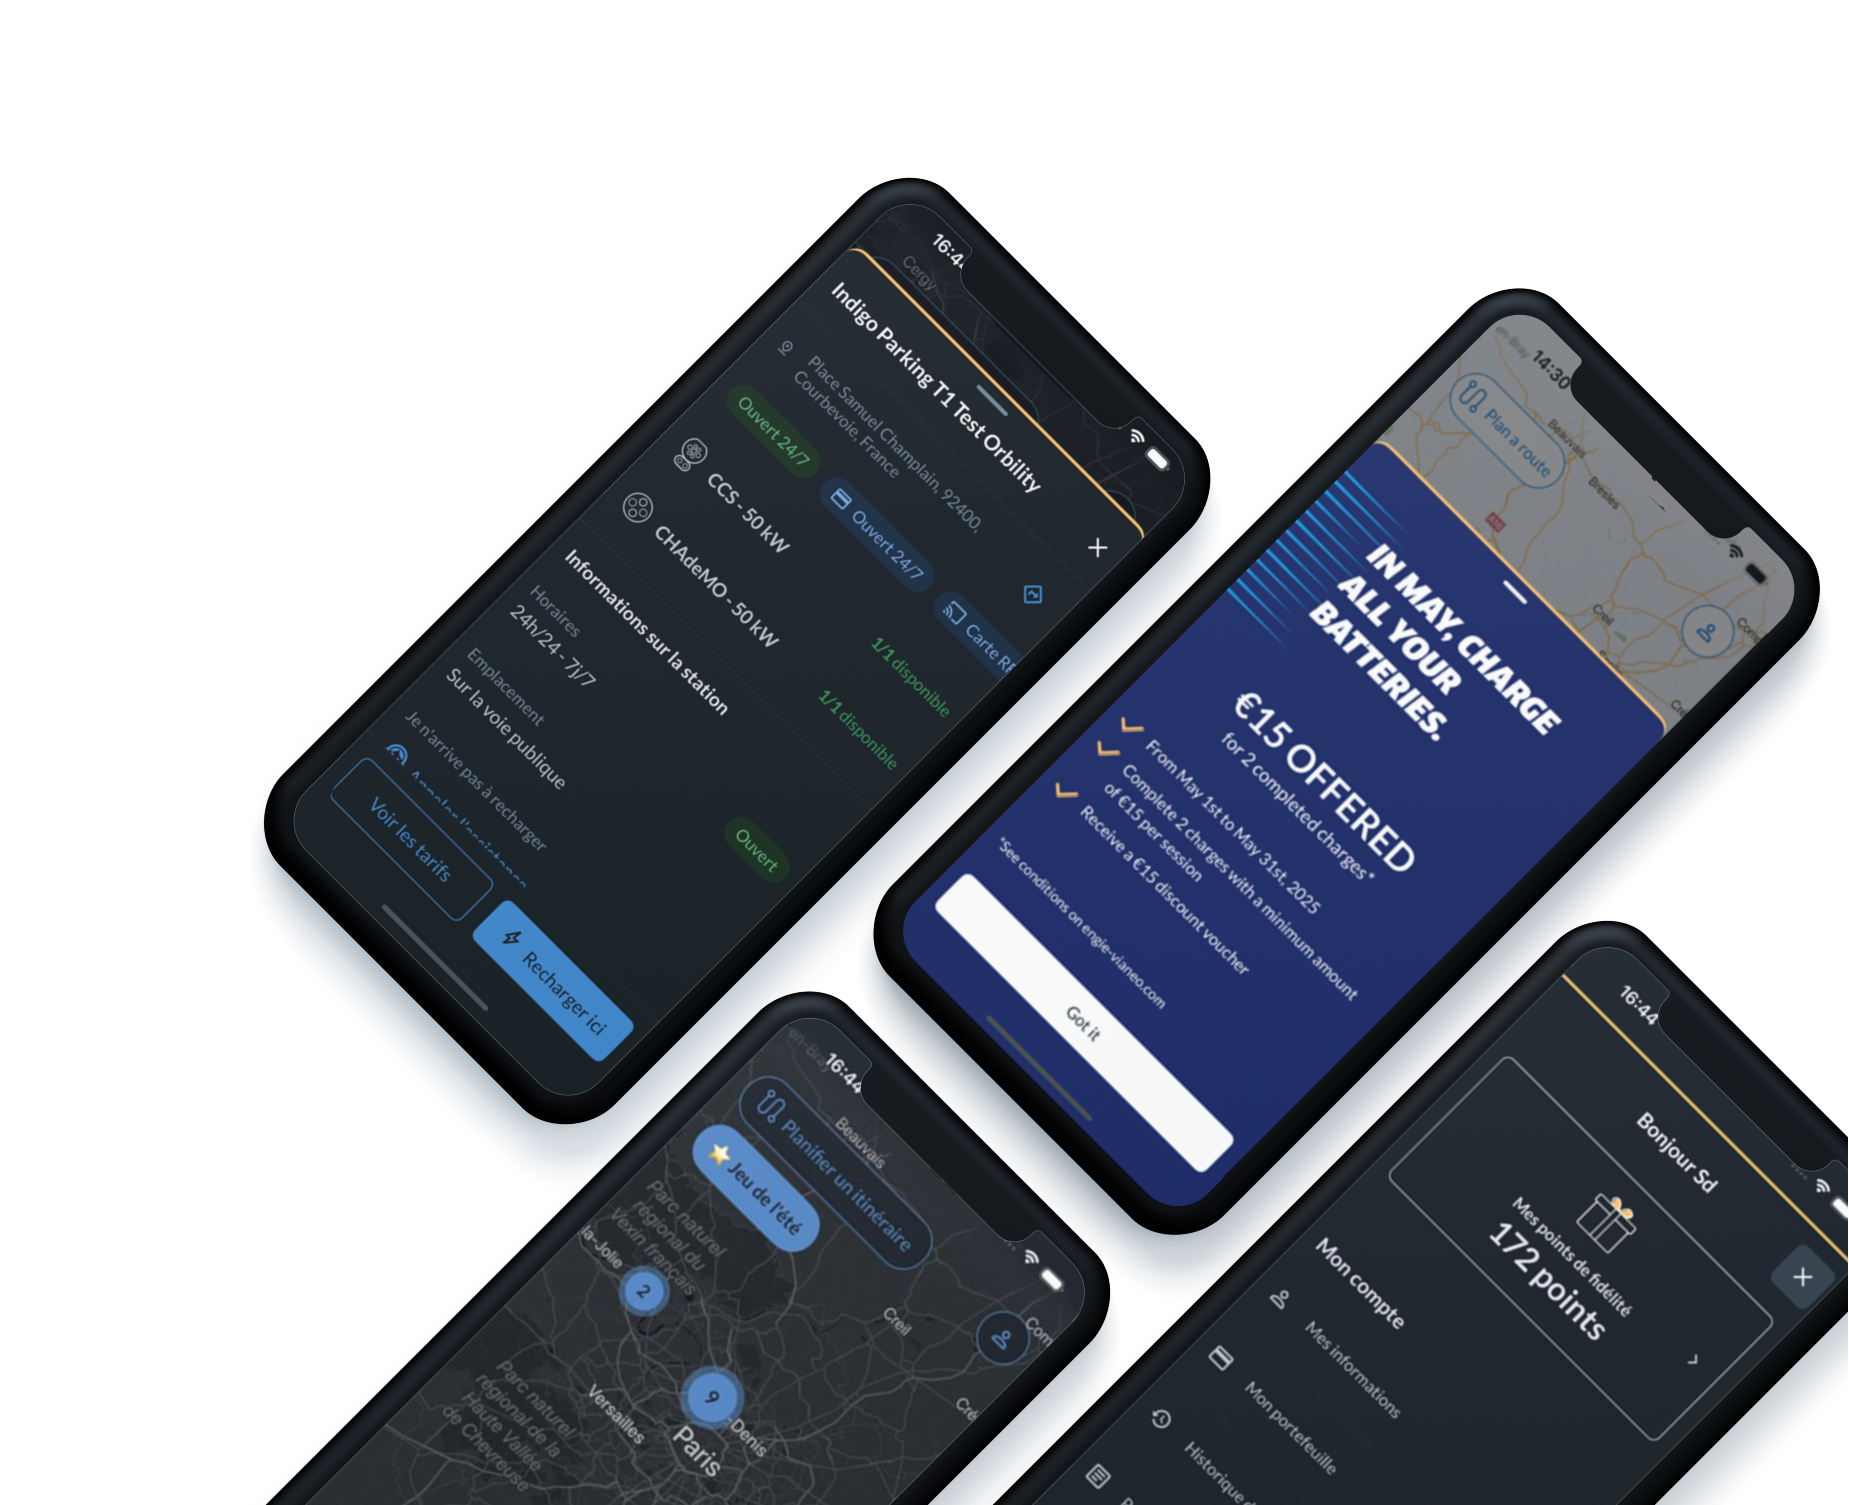 16:44
Cergy
Indigo Parking T1 Test Orbility
Place Samuel Champlain, 92400,
Courbevoie, France
Ouvert 24/7
Ouvert 24/7
Carte
CCS - 50 kW
1/1 disponible
CHAdeMO - 50 kW
1/1 disponible
Informations sur la station
Horaires
24h/24 - 7j/7
Ouvert
Emplacement
Sur la voie publique
Je n'arrive pas à recharger
Voir les tarifs
Recharger ici
14:30
en-Bray
Plan a route
Beauvais
Bresles
Creil
IN MAY, CHARGE
ALL YOUR
BATTERIES.
€15 OFFERED
for 2 completed charges*
From May 1st to May 31st, 2025
Complete 2 charges with a minimum amount
of €15 per session
Receive a €15 discount voucher
*See conditions on engie-vianeo.com
Got it
16:44
en-Bray
Planifier un itinéraire
Beauvais
Jeu de l'été
Parc naturel
régional du
Vexin français
la-Jolie
2
Creil
9
-Denis
Paris
Versailles
Parc naturel
régional de la
Haute Vallée
de Chevreuse
16:44
Bonjour Sd
Mes points de fidélité
172 points
Mon compte
Mes informations
Mon portefeuille
Historique